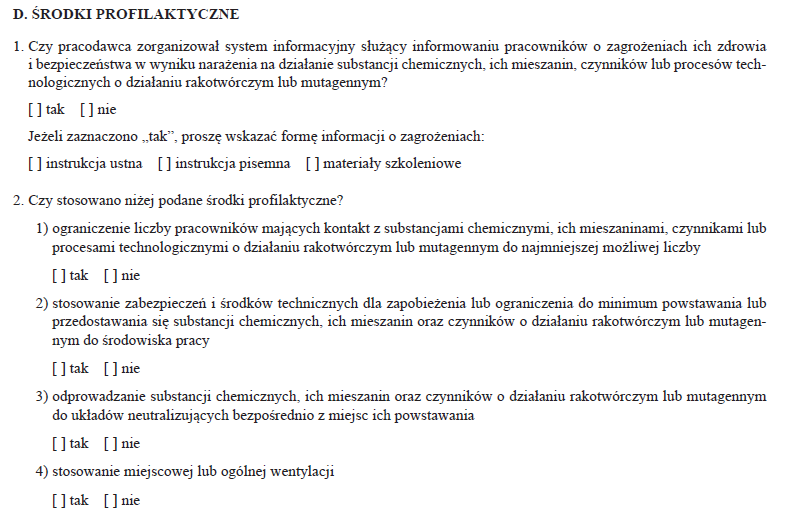 D. ŚRODKI PROFILAKTYCZNE
1. Czy pracodawca zorganizował system informacyjny służący informowaniu pracowników o zagrożeniach ich zdrowia
i bezpieczeństwa w wyniku narażenia na działanie substancji chemicznych, ich mieszanin, czynników lub procesów tech-
nologicznych o działaniu rakotwórczym lub mutagennym?
[ ] tak [ ] nie
Jeżeli zaznaczono „tak”, proszę wskazać formę informacji o zagrożeniach:
[ ] instrukcja ustna [ ] instrukcja pisemna [ ] materiały szkoleniowe
2. Czy stosowano niżej podane środki profilaktyczne?
1) ograniczenie liczby pracowników mających kontakt z substancjami chemicznymi, ich mieszaninami, czynnikami lub
procesami technologicznymi o działaniu rakotwórczym lub mutagennym do najmniejszej możliwej liczby
[ ] tak [ ] nie
2) stosowanie zabezpieczeń i środków technicznych dla zapobieżenia lub ograniczenia do minimum powstawania lub
przedostawania się substancji chemicznych, ich mieszanin oraz czynników o działaniu rakotwórczym lub mutagen-
nym do środowiska pracy
[ ] tak [ ] nie
3) odprowadzanie substancji chemicznych, ich mieszanin oraz czynników o działaniu rakotwórczym lub mutagennym
do układów neutralizujących bezpośrednio z miejsc ich powstawania
[ ] tak [ ] nie
4) stosowanie miejscowej lub ogólnej wentylacji
[ ] tak [ ] nie